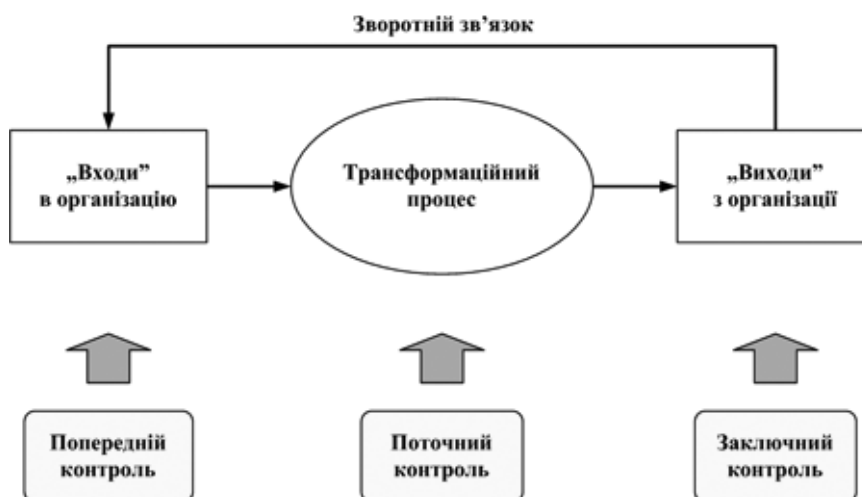 Зворотній зв’язок
„Входи”
в організацію
Трансформаційний
процес
„Виходи”
з організації
Попередній
контроль
Поточний
контроль
Заключний
контроль